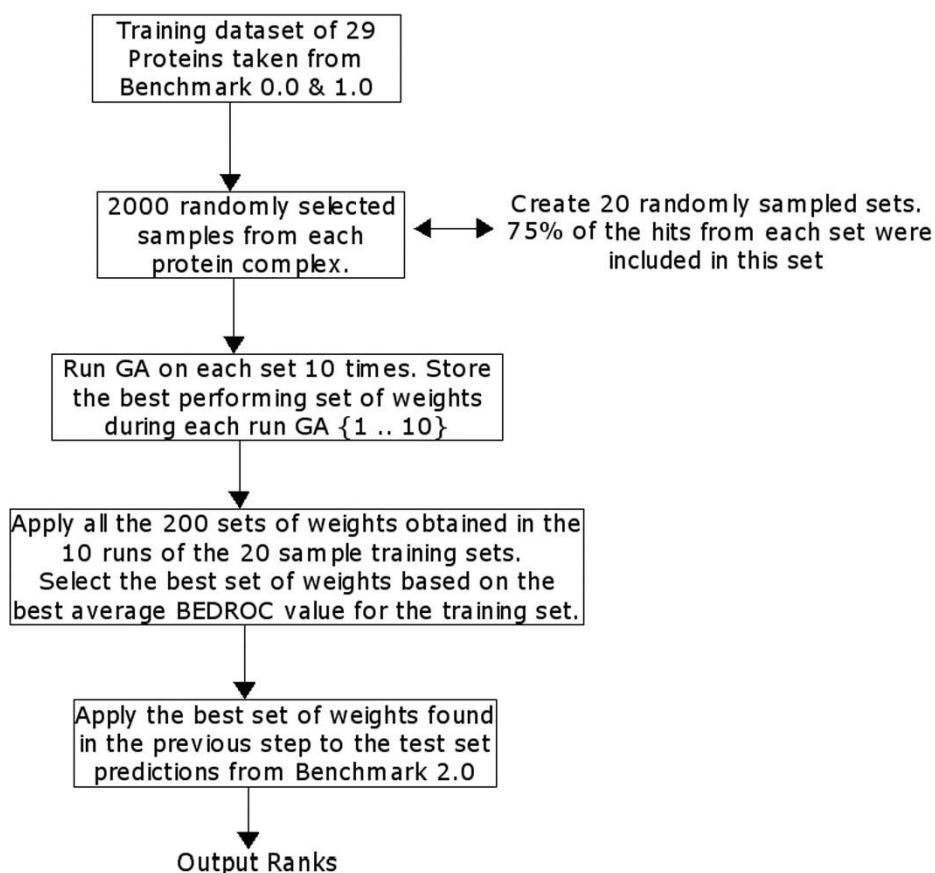 Training dataset of 29
Proteins taken from
Benchmark 0.0 & 1.0
2000 randomly selected
samples from each
protein complex.
Create 20 randomly sampled sets.
75% of the hits from each set were
included in this set
Run GA on each set 10 times. Store
the best performing set of weights
during each run GA {1 .. 10}
Apply all the 200 sets of weights obtained in the
10 runs of the 20 sample training sets.
Select the best set of weights based on the
best average BEDROC value for the training set.
Apply the best set of weights found
in the previous step to the test set
predictions from Benchmark 2.0
Output Ranks